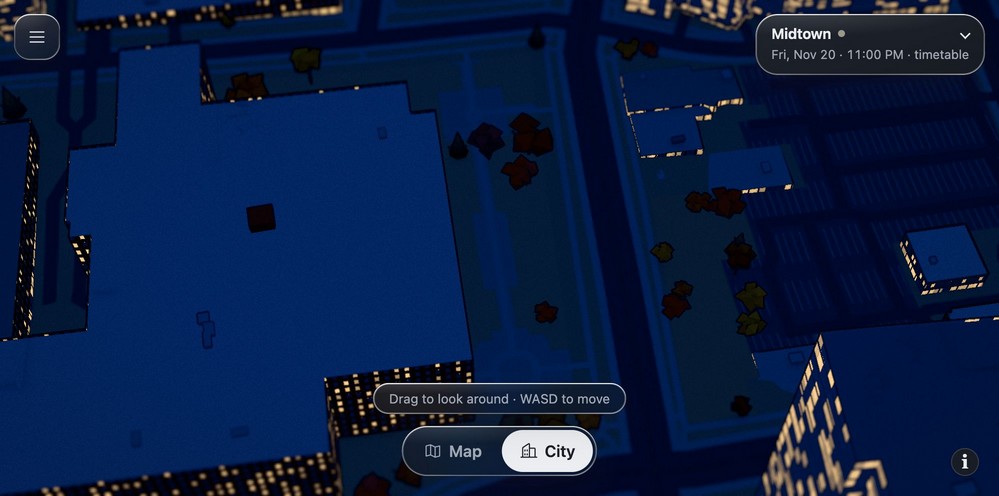 Midtown
Fri, Nov 20 · 11:00 PM · timetable
Drag to look around · WASD to move
Map
City